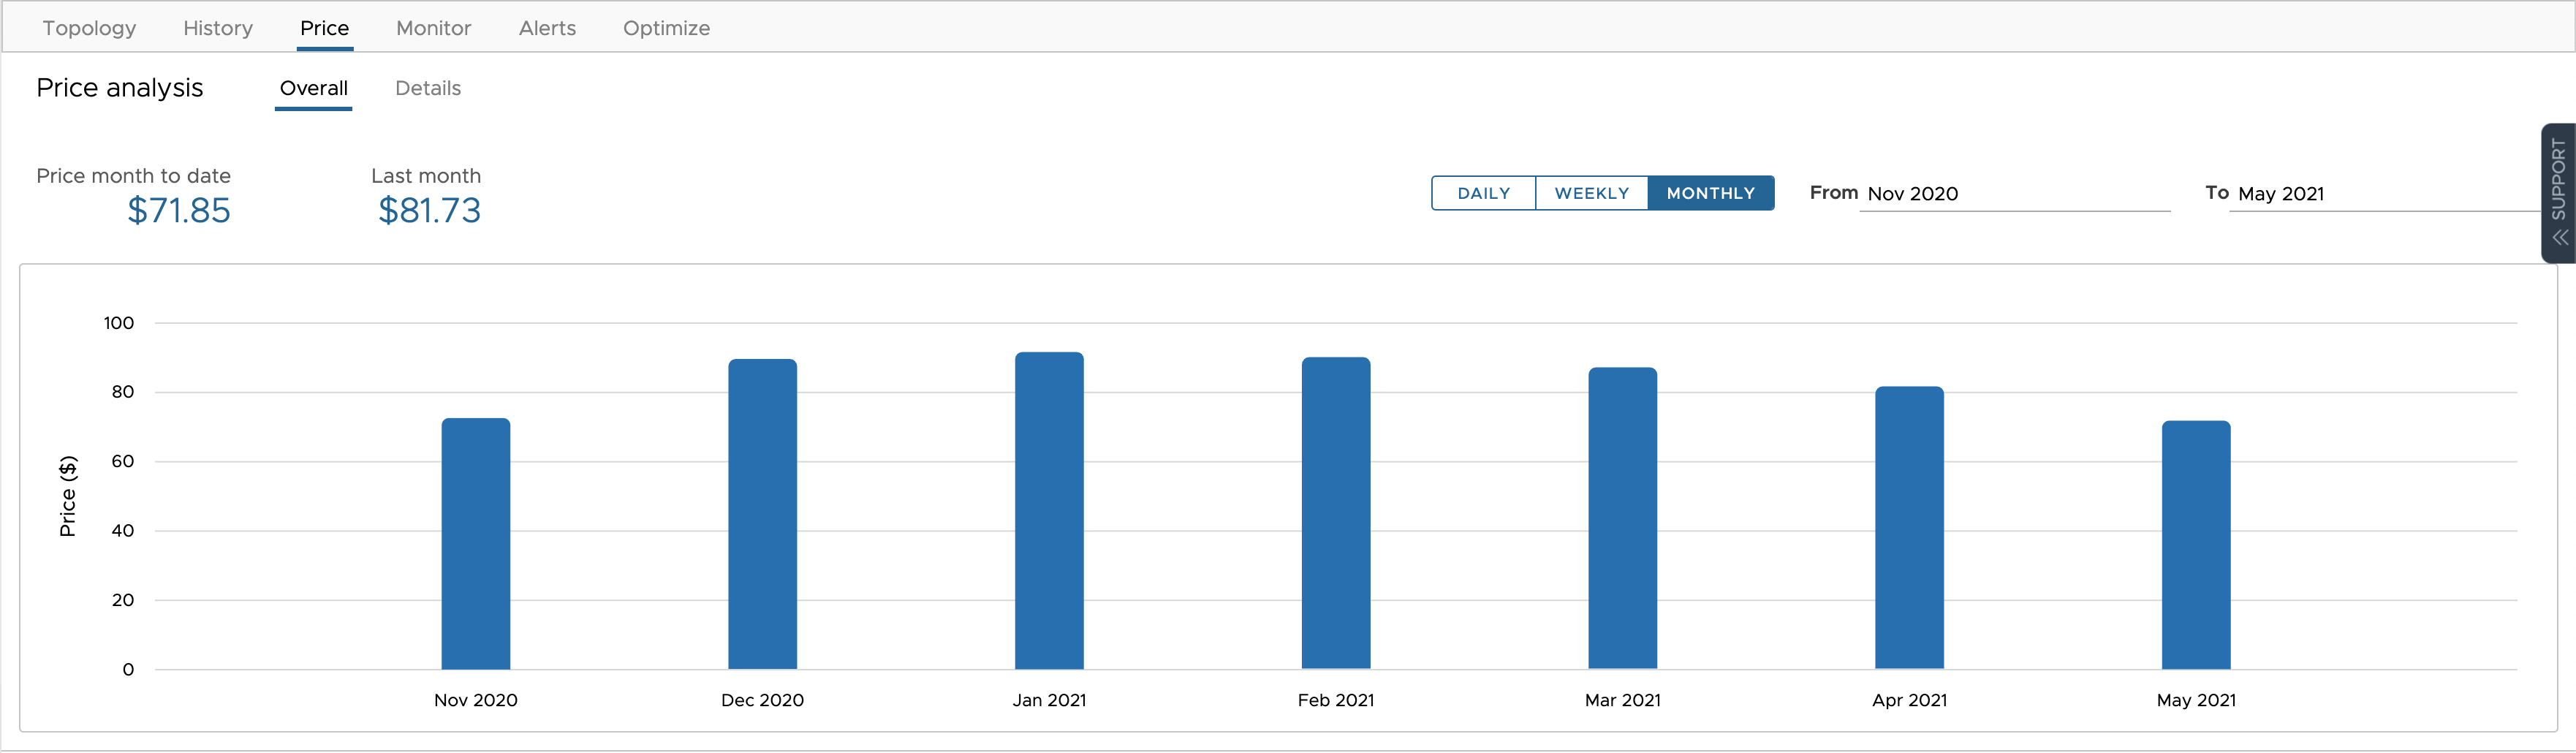 Topology History Price Monitor Alerts Optimize
Price analysis Overall Details
Price month to date Last month
$71.85 $81.73
DAILY WEEKLY MONTHLY From Nov 2020 To May 2021
SUPPORT
100
80
60
40
20
0
Price ($)
Nov 2020 Dec 2020 Jan 2021 Feb 2021 Mar 2021 Apr 2021 May 2021